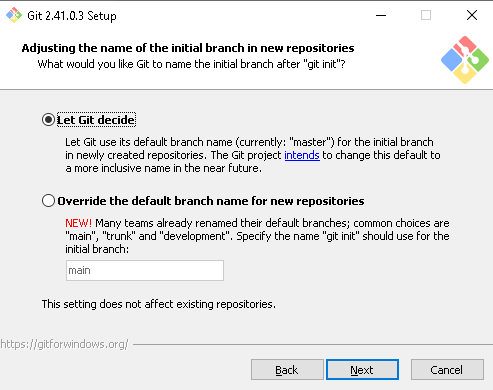 Git 2.41.0.3 Setup
Adjusting the name of the initial branch in new repositories
What would you like Git to name the initial branch after "git init"?
Let Git decide
Let Git use its default branch name (currently: "master") for the initial branch
in newly created repositories. The Git project intends to change this default to
a more inclusive name in the near future.
Override the default branch name for new repositories
NEW! Many teams already renamed their default branches; common choices are
"main", "trunk" and "development". Specify the name "git init" should use for the
initial branch:
main
This setting does not affect existing repositories.
https://gitforwindows.org/
Back
Next
Cancel